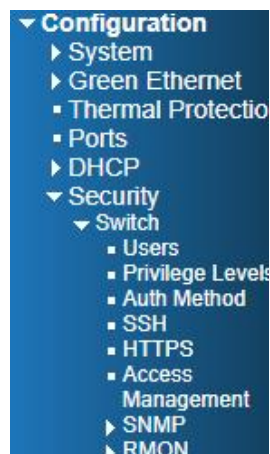 Configuration
System
Green Ethernet
Thermal Protectio
Ports
DHCP
Security
Switch
Users
Privilege Levels
Auth Method
SSH
HTTPS
Access
Management
SNMP
RMON